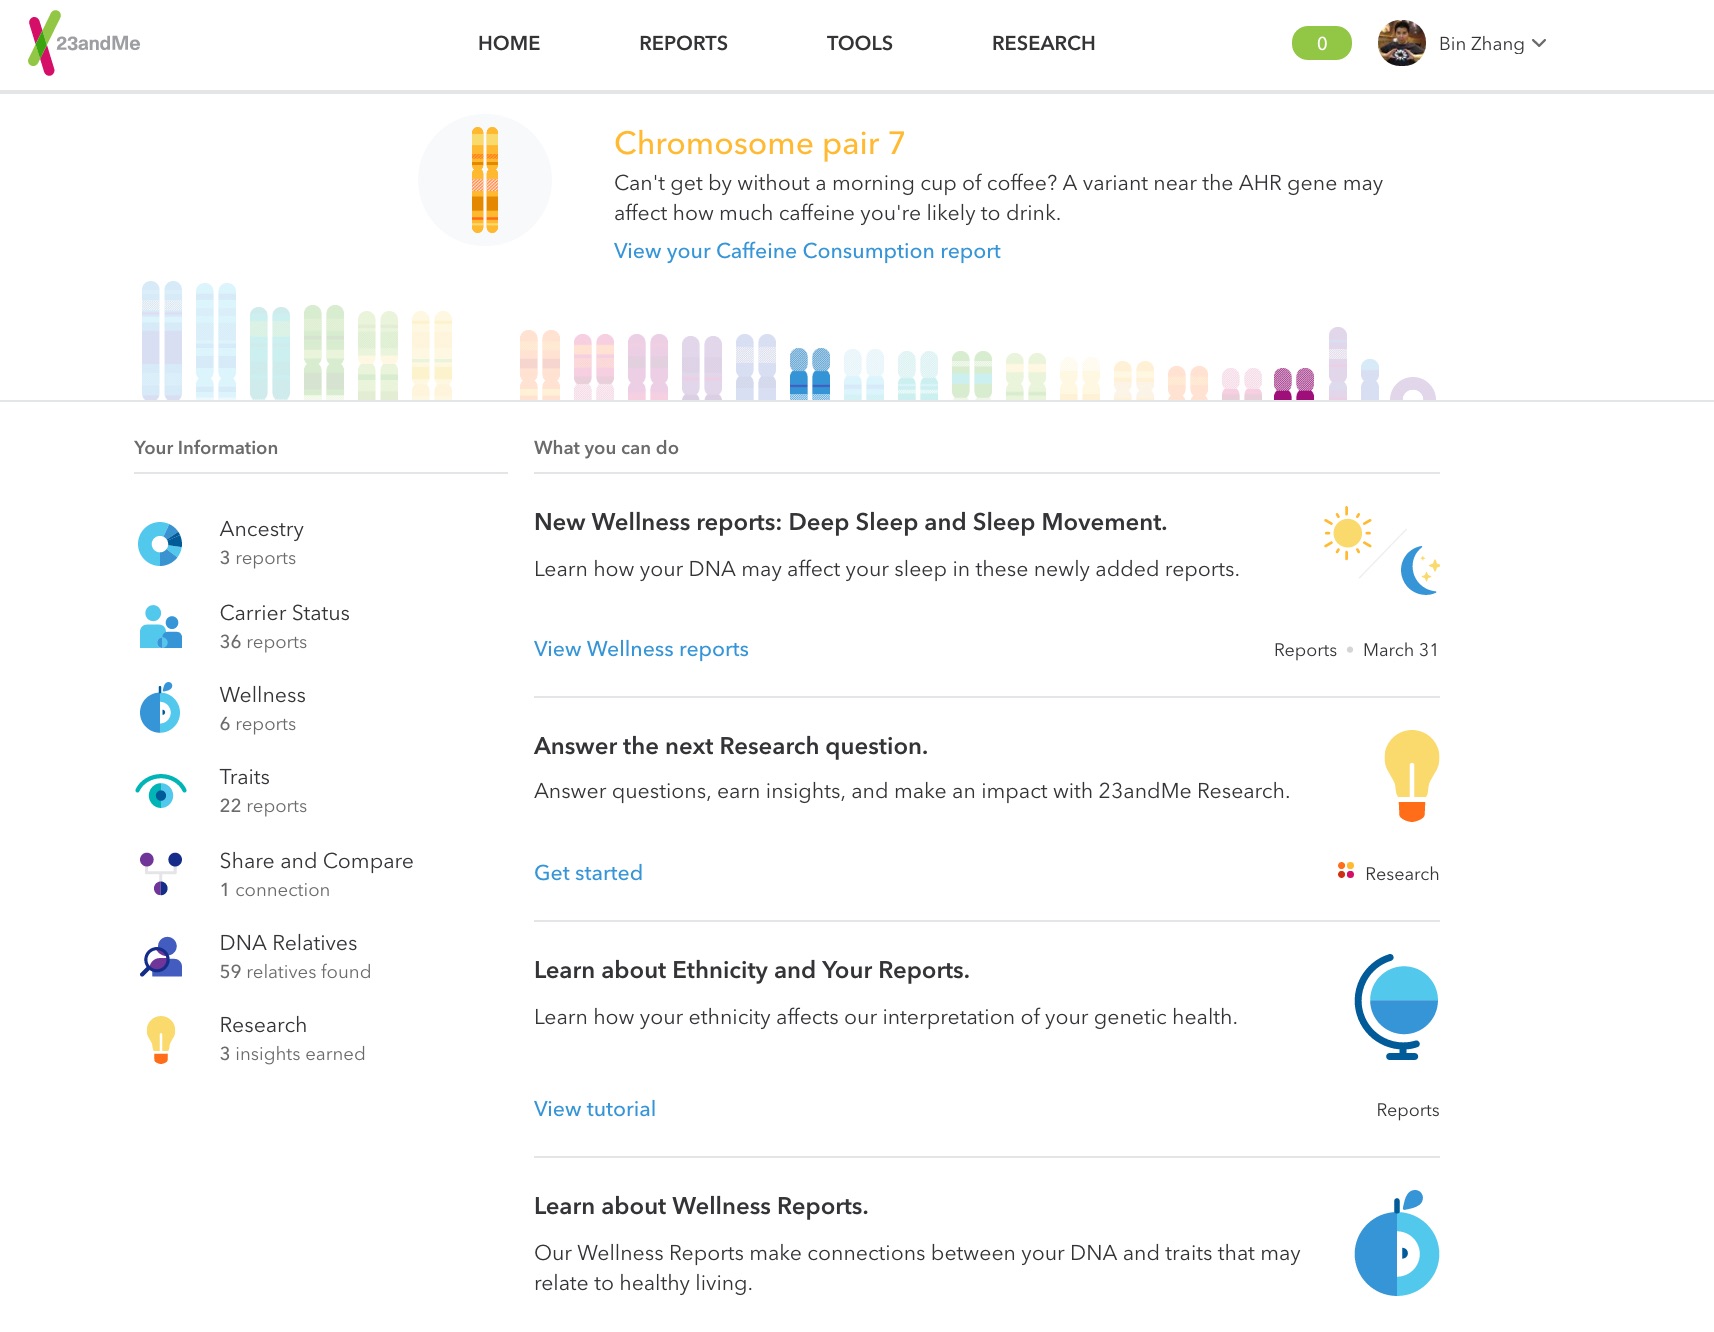 23andMe
HOME
REPORTS
TOOLS
RESEARCH
0
Bin Zhang
Chromosome pair 7
Can't get by without a morning cup of coffee? A variant near the AHR gene may
affect how much caffeine you're likely to drink.
View your Caffeine Consumption report
Your Information
Ancestry
3 reports
Carrier Status
36 reports
Wellness
6 reports
Traits
22 reports
Share and Compare
1 connection
DNA Relatives
59 relatives found
Research
3 insights earned
What you can do
New Wellness reports: Deep Sleep and Sleep Movement.
Learn how your DNA may affect your sleep in these newly added reports.
View Wellness reports
Reports • March 31
Answer the next Research question.
Answer questions, earn insights, and make an impact with 23andMe Research.
Get started
Research
Learn about Ethnicity and Your Reports.
Learn how your ethnicity affects our interpretation of your genetic health.
View tutorial
Reports
Learn about Wellness Reports.
Our Wellness Reports make connections between your DNA and traits that may
relate to healthy living.